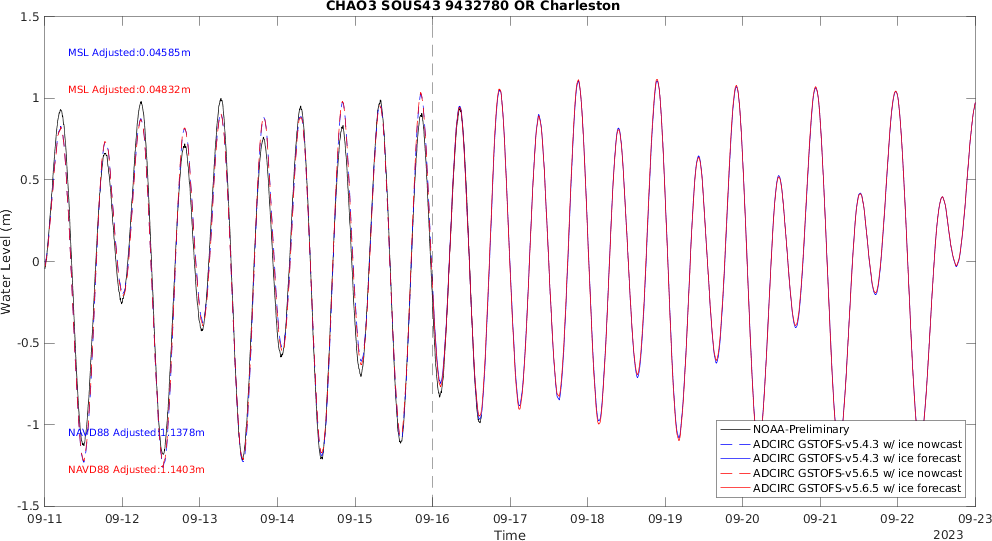 CHAO3 SOUS43 9432780 OR Charleston
1.5
MSL Adjusted:0.04585m
MSL Adjusted:0.04832m
1
0.5
0
-0.5
-1
-1.5
Water Level (m)
NAVD88 Adjusted:1.1378m
NAVD88 Adjusted:1.1403m
NOAA-Preliminary
ADCIRC GSTOFS-v5.4.3 w/ ice nowcast
ADCIRC GSTOFS-v5.4.3 w/ ice forecast
ADCIRC GSTOFS-v5.6.5 w/ ice nowcast
ADCIRC GSTOFS-v5.6.5 w/ ice forecast
09-11 09-12 09-13 09-14 09-15 09-16 09-17 09-18 09-19 09-20 09-21 09-22 09-23
Time
2023